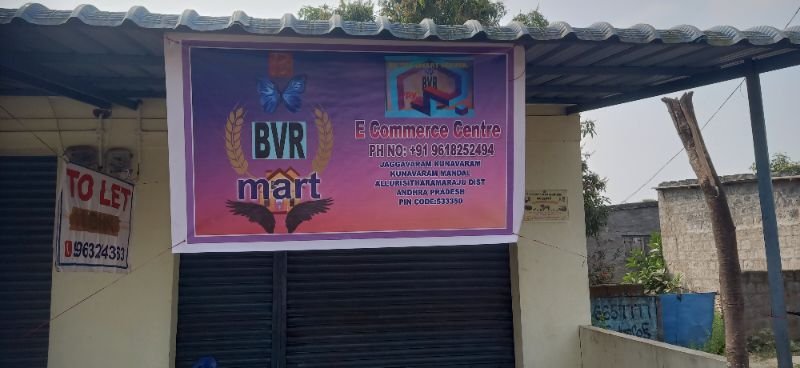 BVR
mart
BVR
E Commerce Centre
PH NO: +91 9618252494
JAGGAVARAM KUNAVARAM
KUNAVARAM MANDAL
ALLURISITHARAMARAJU DIST
ANDHRA PRADESH
PIN CODE:533350
TO LET